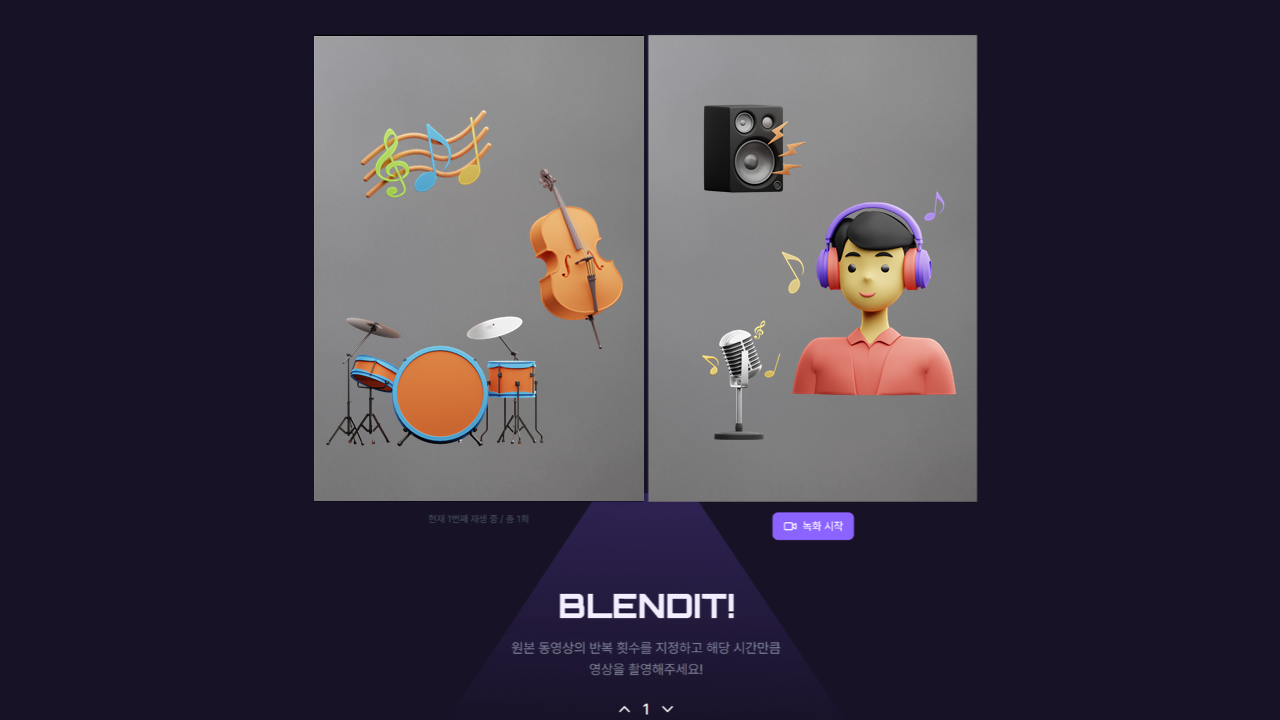 현재 1번째 재생 중 / 총 1회
녹화 시작
BLENDIT!
원본 동영상의 반복 횟수를 지정하고 해당 시간만큼
영상을 촬영해주세요!
1